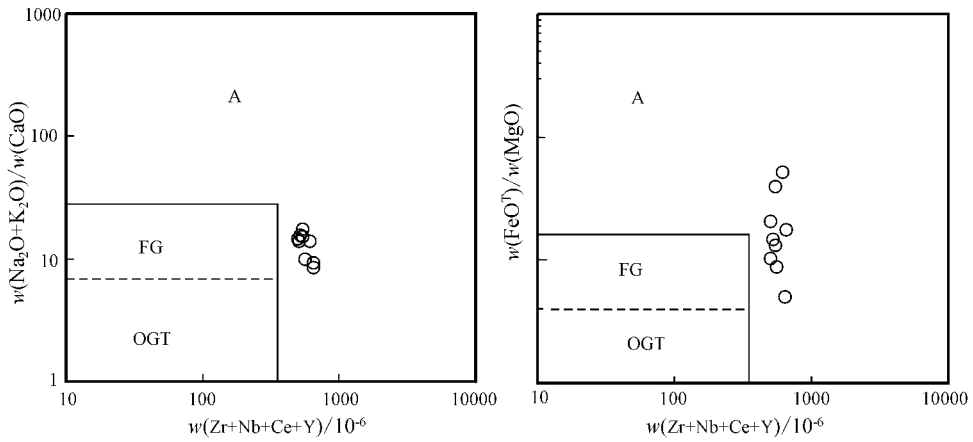 1000
100
10
1
w(Na₂O+K₂O)/w(CaO)
A
FG
OGT
10
100
1000
10000
w(Zr+Nb+Ce+Y)/10⁻⁶
w(FeOᵀ)/w(MgO)
A
FG
OGT
10
100
1000
10000
w(Zr+Nb+Ce+Y)/10⁻⁶